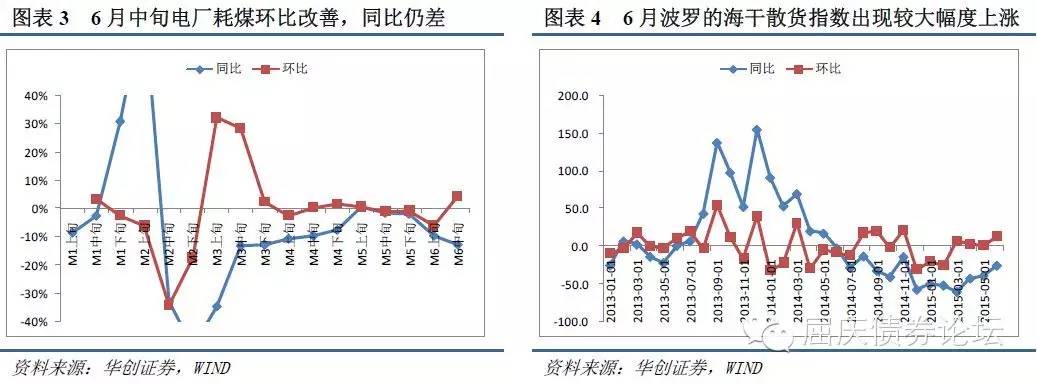 图表 3 6 月中旬电厂耗煤环比改善，同比仍差
同比 环比
40%
30%
20%
10%
0%
-10%
-20%
-30%
-40%
M1上旬
M1中旬
M1下旬
M2上旬
M2中旬
M2下旬
M3上旬
M3中旬
M3下旬
M4上旬
M4中旬
M4下旬
M5上旬
M5中旬
M5下旬
M6上旬
M6中旬
资料来源：华创证券，WIND
图表 4 6 月波罗的海干散货指数出现较大幅度上涨
同比 环比
200.0
150.0
100.0
50.0
0.0
-50.0
-100.0
2013-01-01
2013-03-01
2013-05-01
2013-07-01
2013-09-01
2013-11-01
2014-01-01
2014-03-01
2014-05-01
2014-07-01
2014-09-01
2014-11-01
2015-01-01
2015-03-01
2015-05-01
屈庆债券论坛
资料来源：华创证券，WIND